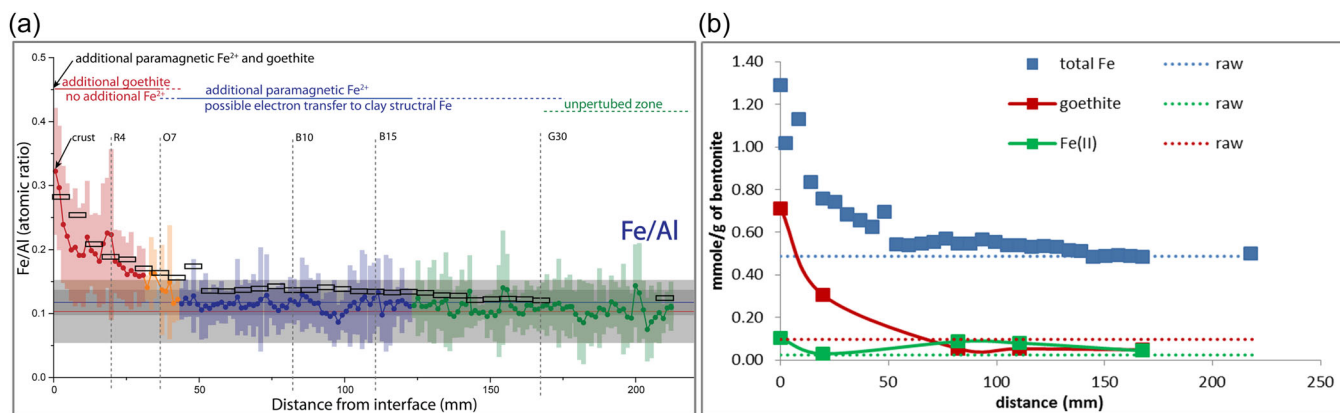 (a)
additional paramagnetic Fe²⁺ and goethite
additional goethite
no additional Fe²⁺
additional paramagnetic Fe²⁺
possible electron transfer to clay structral Fe
unpertubed zone
crust
R4
O7
B10
B15
G30
Fe/Al
Fe/Al (atomic ratio)
0.5
0.4
0.3
0.2
0.1
0.0
0
50
100
150
200
Distance from interface (mm)
(b)
total Fe
raw
goethite
raw
Fe(II)
raw
mmole/g of bentonite
1.40
1.20
1.00
0.80
0.60
0.40
0.20
0.00
0
50
100
150
200
250
distance (mm)